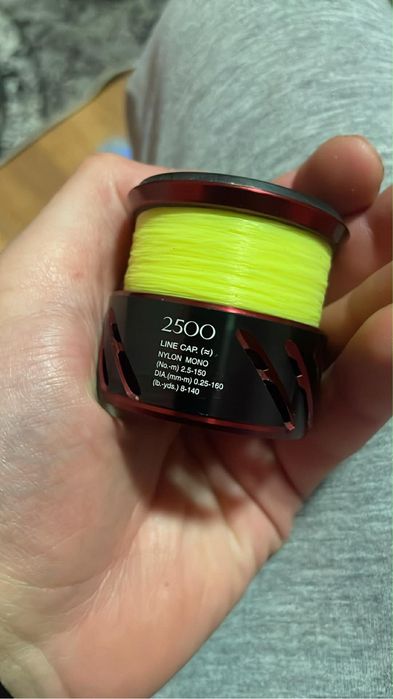 2500
LINE CAP. (≈)
NYLON MONO
(No.-m) 2.5-150
DIA.(mm-m) 0.25-160
(lb.-yds.) 8-140